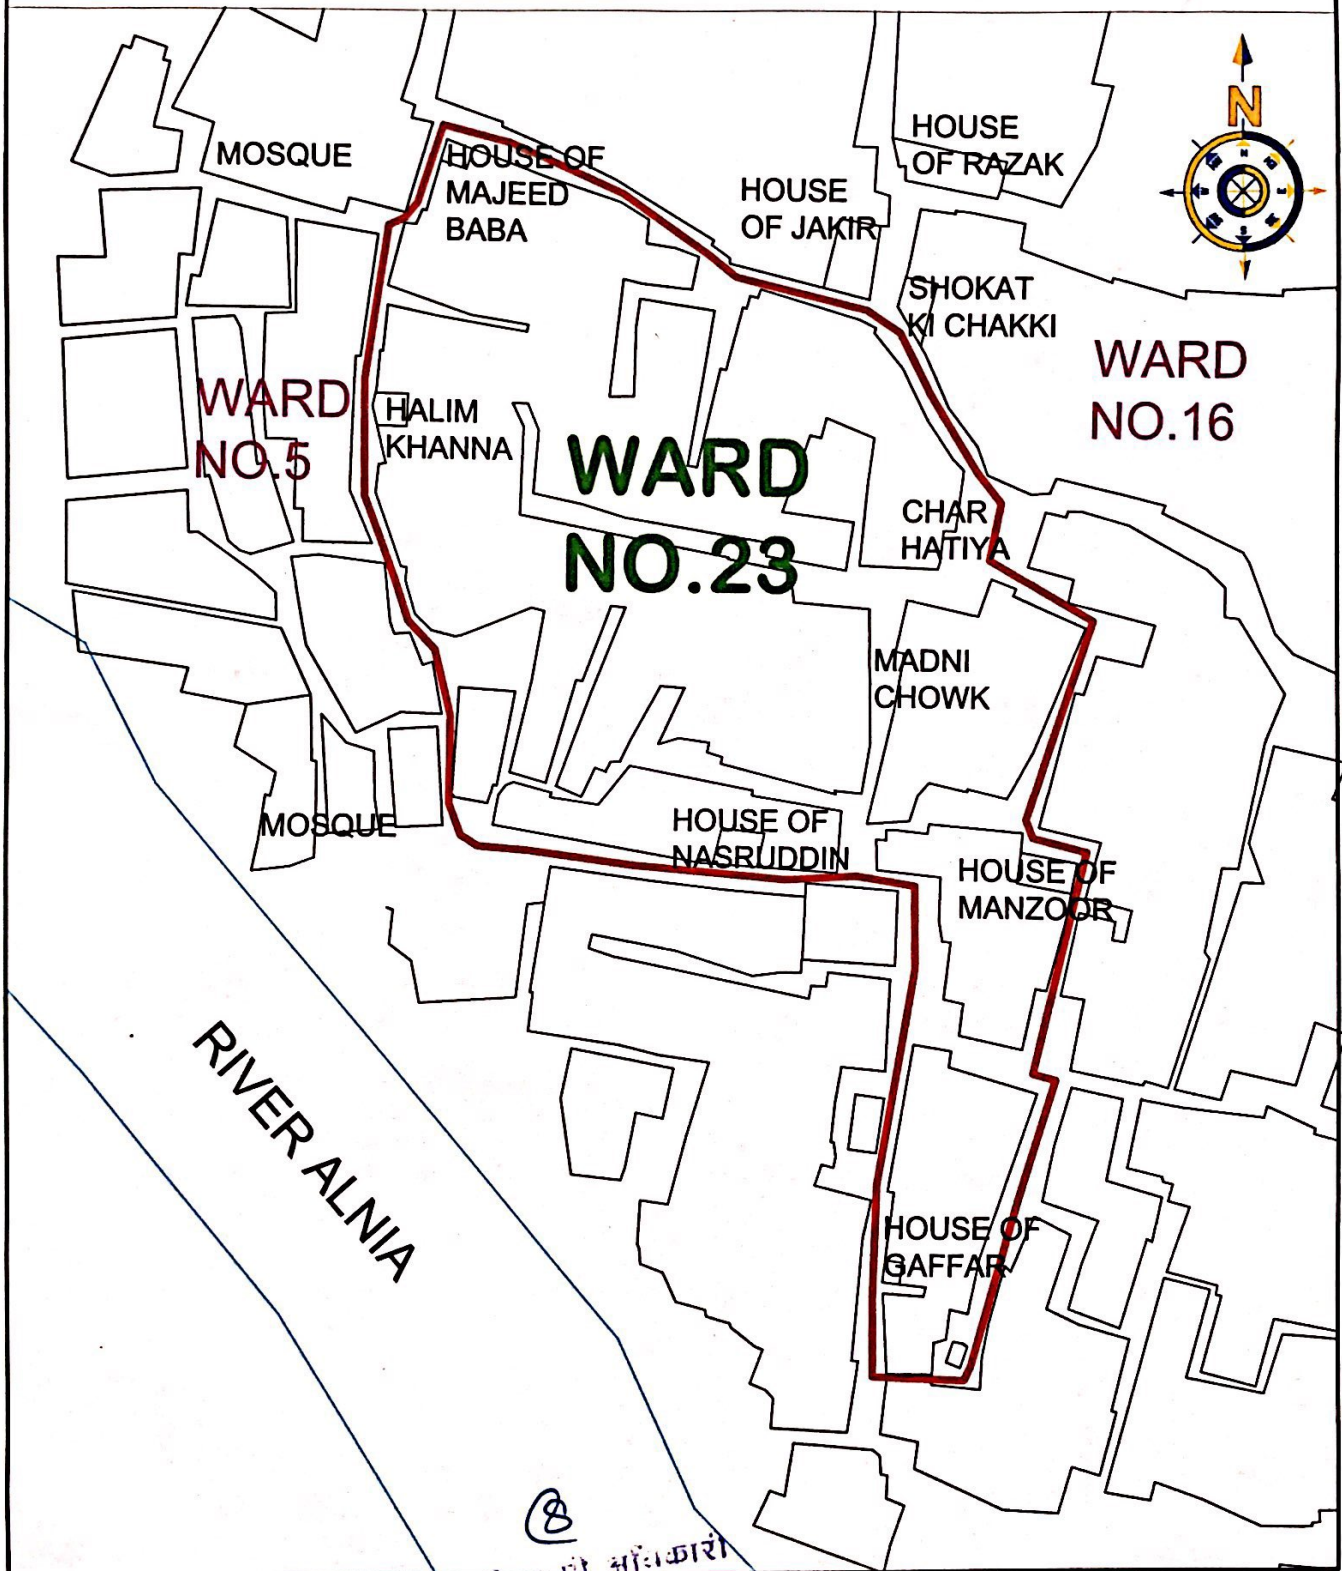 N
HOUSE
OF RAZAK
MOSQUE
HOUSE OF
MAJEED
BABA
HOUSE
OF JAKIR
SHOKAT
KI CHAKKI
WARD
NO.16
WARD
NO.5
HALIM
KHANNA
WARD
NO.23
CHAR
HATIYA
MADNI
CHOWK
MOSQUE
HOUSE OF
NASRUDDIN
HOUSE OF
MANZOOR
RIVER ALNIA
HOUSE OF
GAFFAR
8